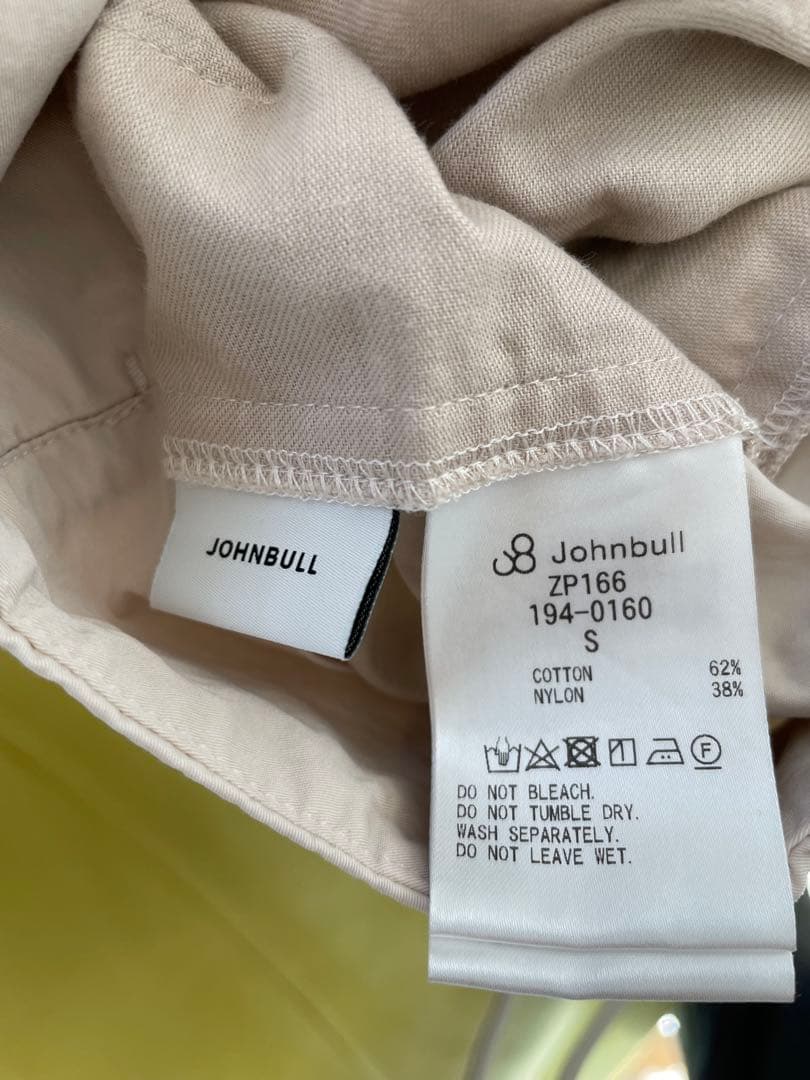 JOHNBULL
Johnbull
ZP166
194-0160
S
COTTON 62%
NYLON 38%
F
DO NOT BLEACH.
DO NOT TUMBLE DRY.
WASH SEPARATELY.
DO NOT LEAVE WET.